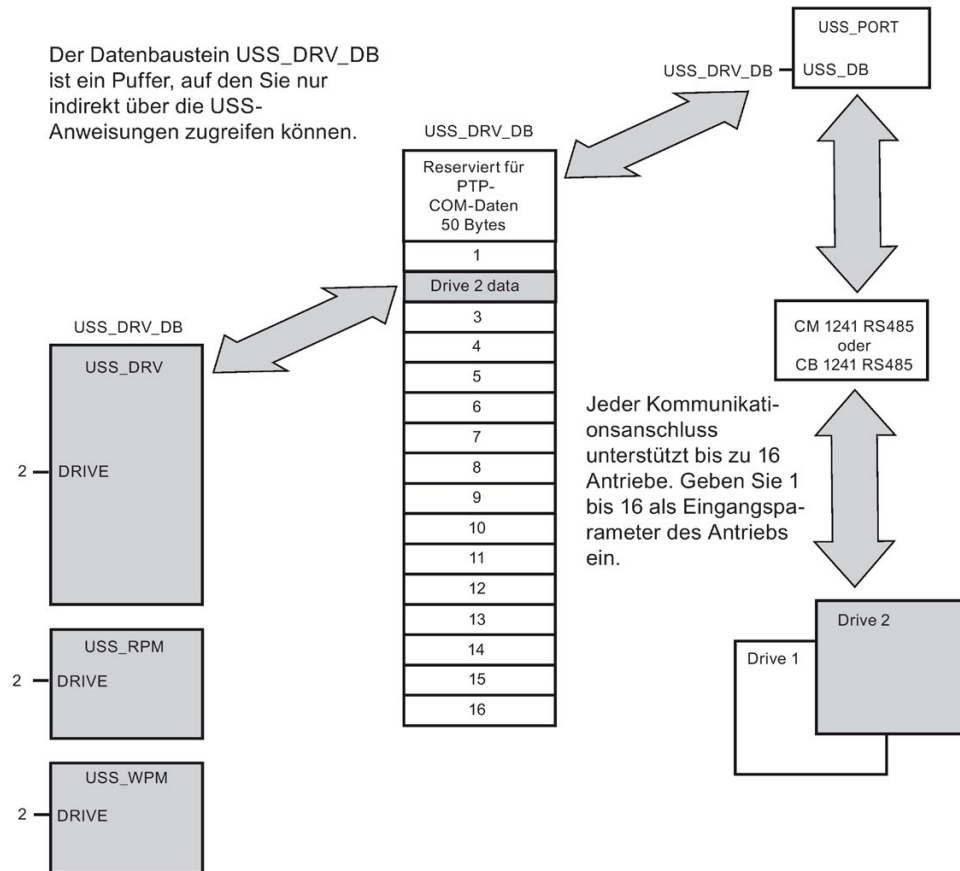 Der Datenbaustein USS_DRV_DB
ist ein Puffer, auf den Sie nur
indirekt über die USS-
Anweisungen zugreifen können.
USS_PORT
USS_DRV_DB
USS_DB
USS_DRV_DB
Reserviert für
PTP-
COM-Daten
50 Bytes
1
Drive 2 data
3
4
5
6
7
8
9
10
11
12
13
14
15
16
USS_DRV_DB
USS_DRV
2
DRIVE
USS_RPM
2
DRIVE
USS_WPM
2
DRIVE
CM 1241 RS485
oder
CB 1241 RS485
Jeder Kommunikati-
onsanschluss
unterstützt bis zu 16
Antriebe. Geben Sie 1
bis 16 als Eingangspa-
rameter des Antriebs
ein.
Drive 2
Drive 1